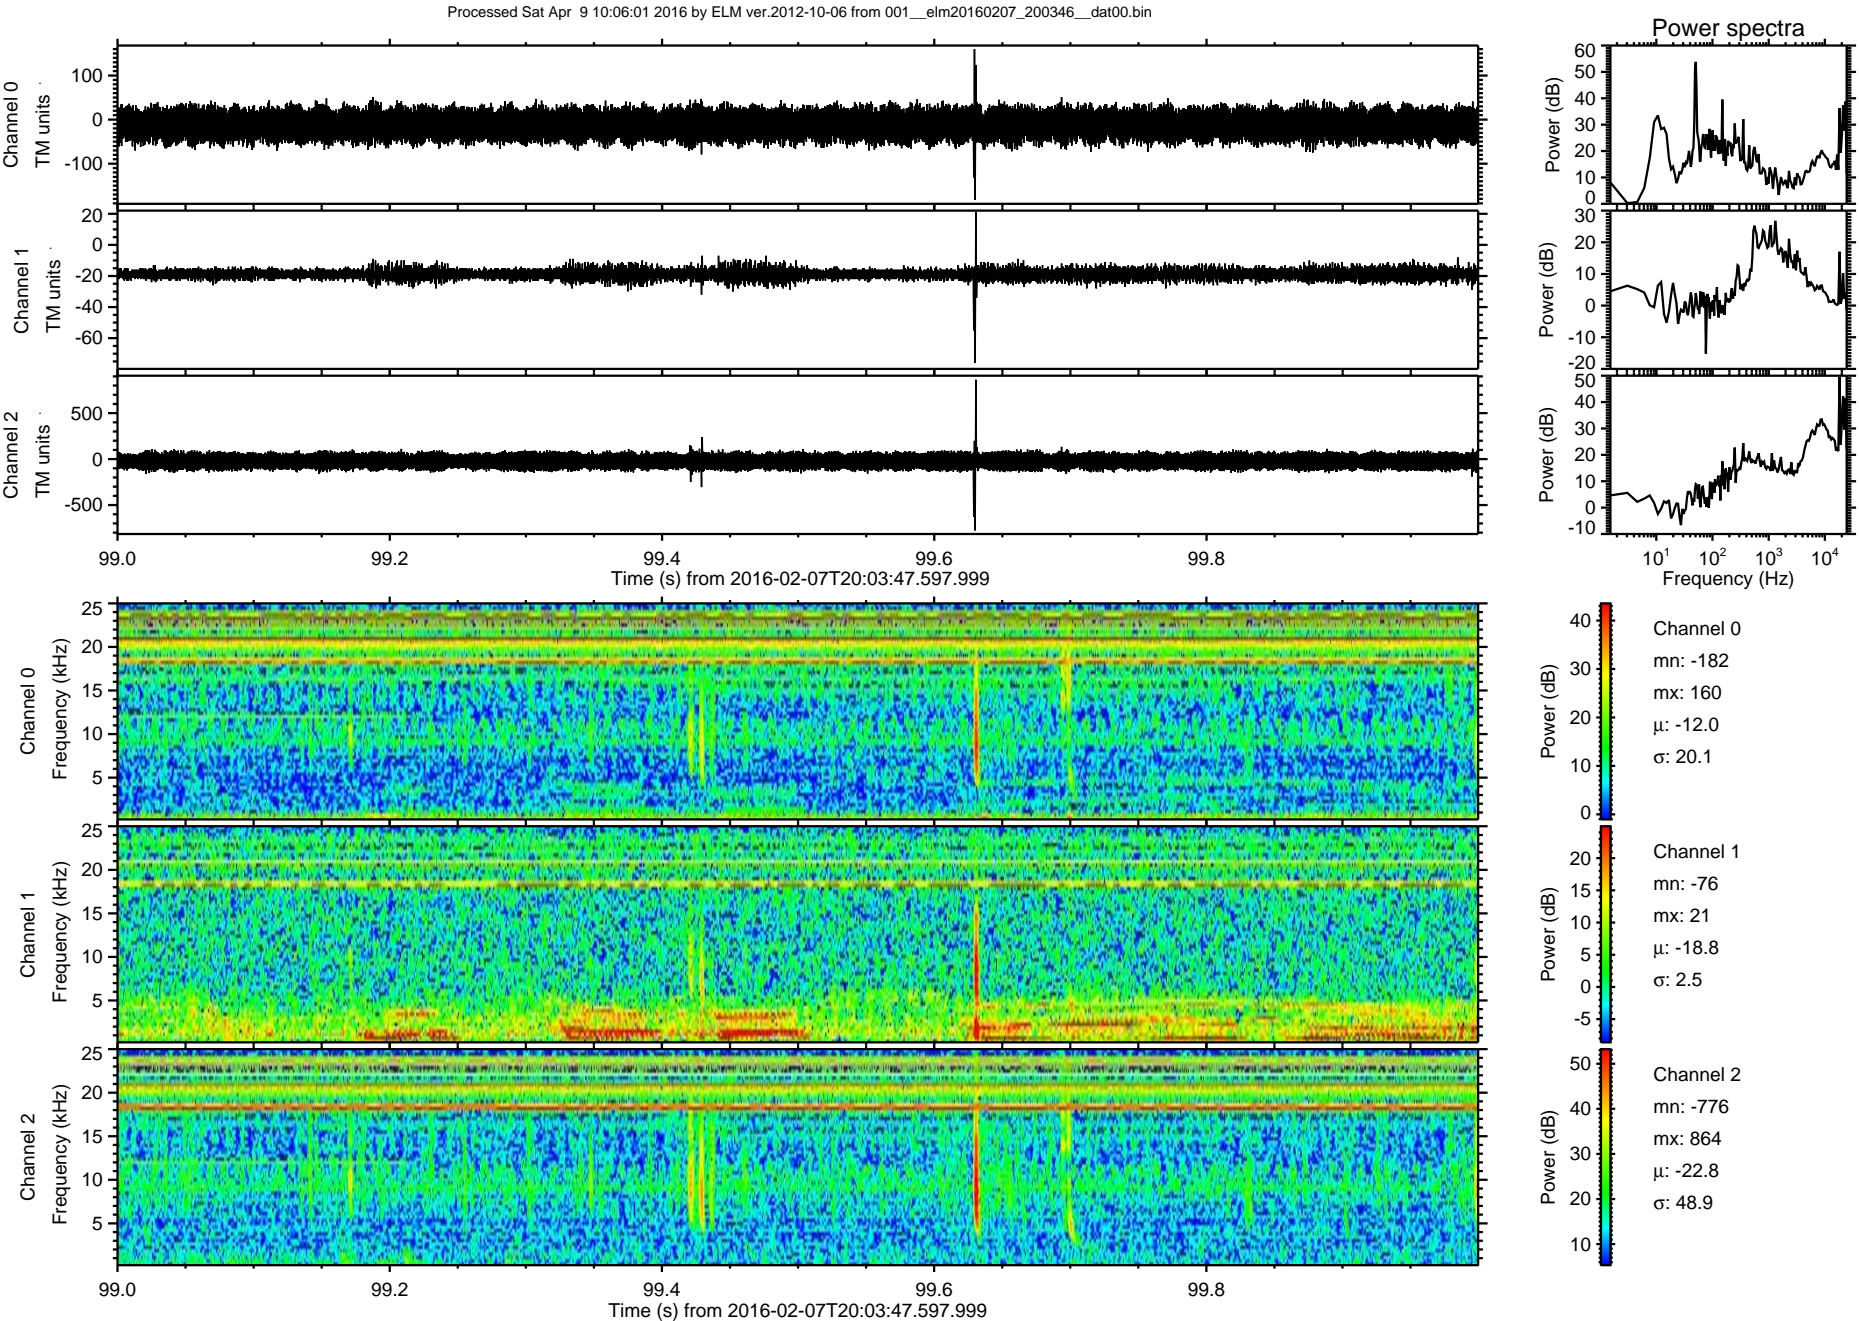 Processed Sat Apr  9 10:06:01 2016 by ELM ver.2012-10-06 from 001__elm20160207_200346__dat00.bin
Power spectra
Channel 0
TM units
100
0
-100
Power (dB)
60
50
40
30
20
10
0
Channel 1
TM units
20
0
-20
-40
-60
Power (dB)
30
20
10
0
-10
-20
Channel 2
TM units
500
0
-500
Power (dB)
50
40
30
20
10
0
-10
99.0 99.2 99.4 99.6 99.8
Time (s) from 2016-02-07T20:03:47.597.999
10^1 10^2 10^3 10^4
Frequency (Hz)
Channel 0
Frequency (kHz)
25
20
15
10
5
Power (dB)
40
30
20
10
0
Channel 0
mn: -182
mx: 160
μ: -12.0
σ: 20.1
Channel 1
Frequency (kHz)
25
20
15
10
5
Power (dB)
20
15
10
5
0
-5
Channel 1
mn: -76
mx: 21
μ: -18.8
σ: 2.5
Channel 2
Frequency (kHz)
25
20
15
10
5
Power (dB)
50
40
30
20
10
Channel 2
mn: -776
mx: 864
μ: -22.8
σ: 48.9
99.0 99.2 99.4 99.6 99.8
Time (s) from 2016-02-07T20:03:47.597.999